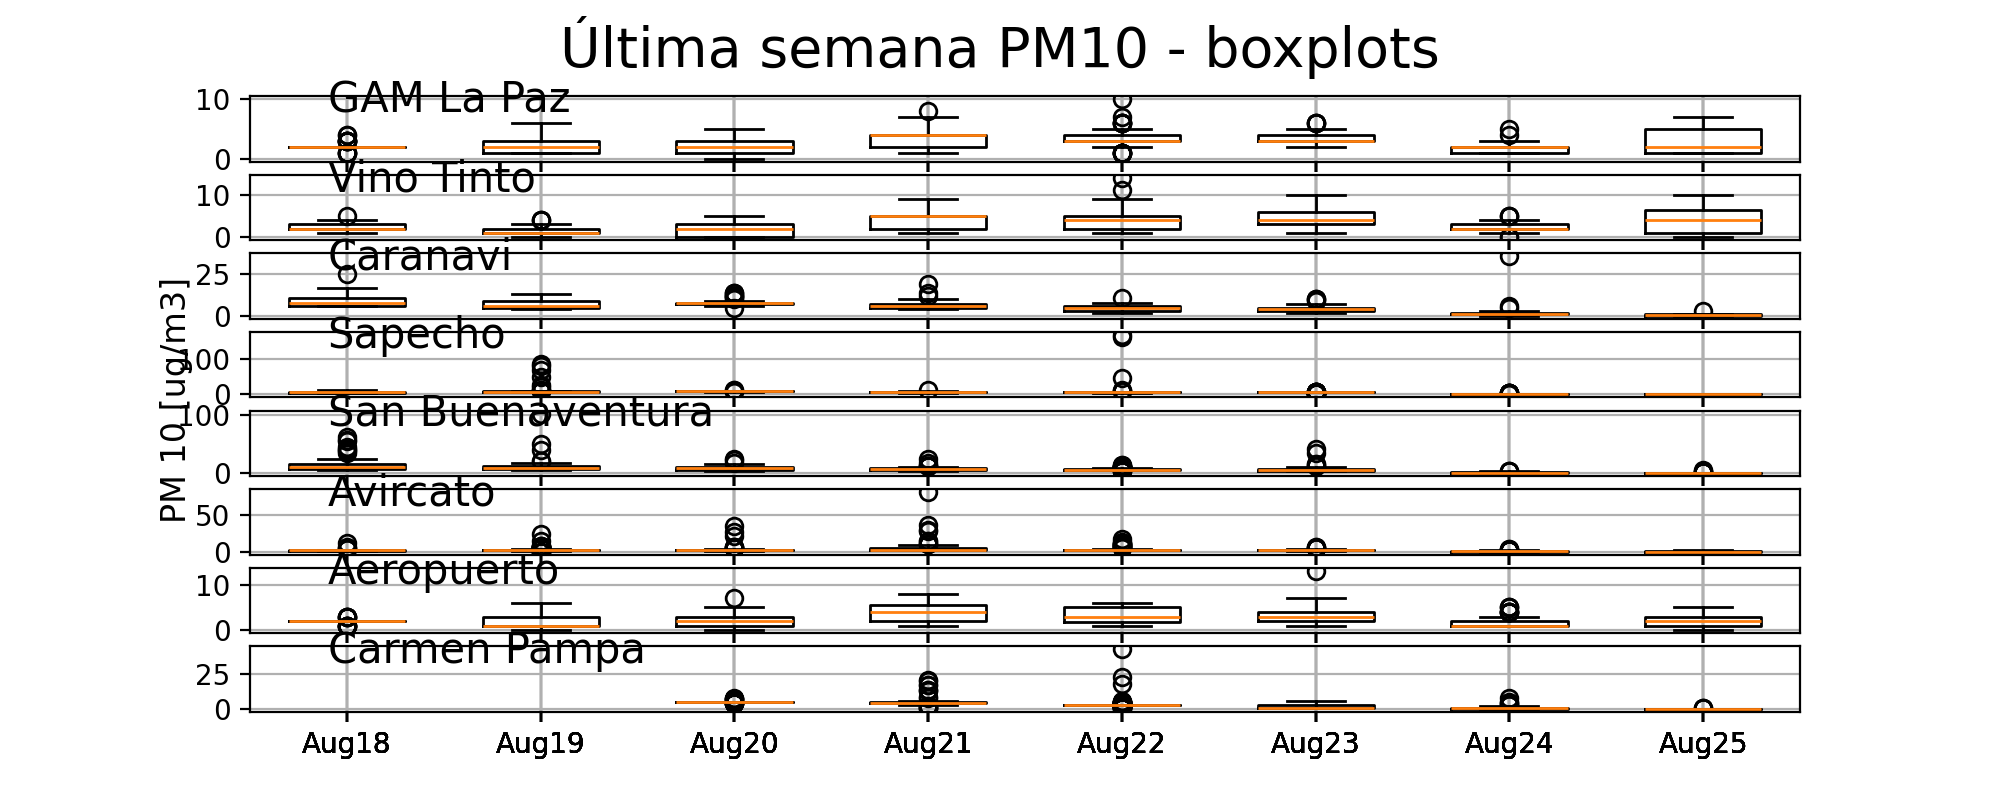 Última semana PM10 - boxplots
GAM La Paz
10
0
Vino Tinto
10
0
Caranavi
25
0
Sapecho
100
0
San Buenaventura
100
0
Avircato
50
0
Aeropuerto
10
0
Carmen Pampa
25
0
PM 10 [ug/m3]
Aug18 Aug19 Aug20 Aug21 Aug22 Aug23 Aug24 Aug25